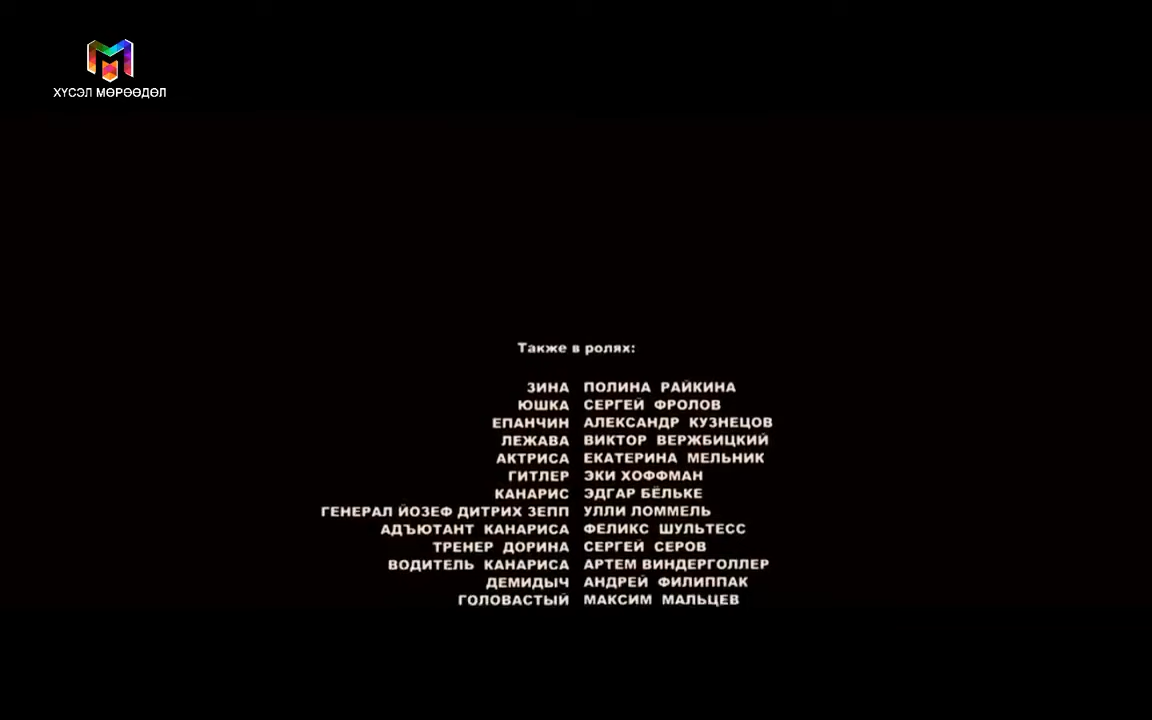 ХҮСЭЛ МӨРӨӨДӨЛ
Также в ролях:
ЗИНА ПОЛИНА РАЙКИНА
ЮШКА СЕРГЕЙ ФРОЛОВ
ЕПАНЧИН АЛЕКСАНДР КУЗНЕЦОВ
ЛЕЖАВА ВИКТОР ВЕРЖБИЦКИЙ
АКТРИСА ЕКАТЕРИНА МЕЛЬНИК
ГИТЛЕР ЭКИ ХОФФМАН
КАНАРИС ЭДГАР БЁЛЬКЕ
ГЕНЕРАЛ ЙОЗЕФ ДИТРИХ ЗЕПП УЛЛИ ЛОММЕЛЬ
АДЪЮТАНТ КАНАРИСА ФЕЛИКС ШУЛЬТЕСС
ТРЕНЕР ДОРИНА СЕРГЕЙ СЕРОВ
ВОДИТЕЛЬ КАНАРИСА АРТЕМ ВИНДЕРГОЛЛЕР
ДЕМИДЫЧ АНДРЕЙ ФИЛИППАК
ГОЛОВАСТЫЙ МАКСИМ МАЛЬЦЕВ